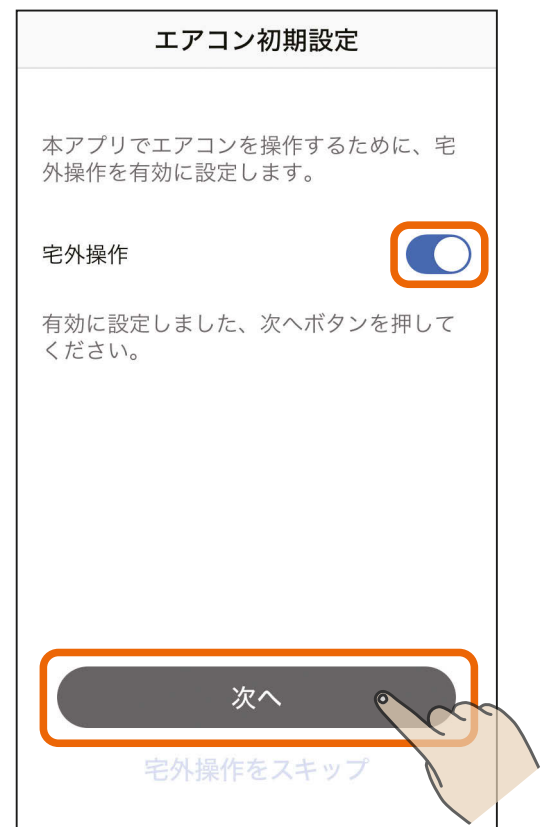 エアコン初期設定
本アプリでエアコンを操作するために、宅
外操作を有効に設定します。
宅外操作
有効に設定しました、次へボタンを押して
ください。
次へ
宅外操作をスキップ